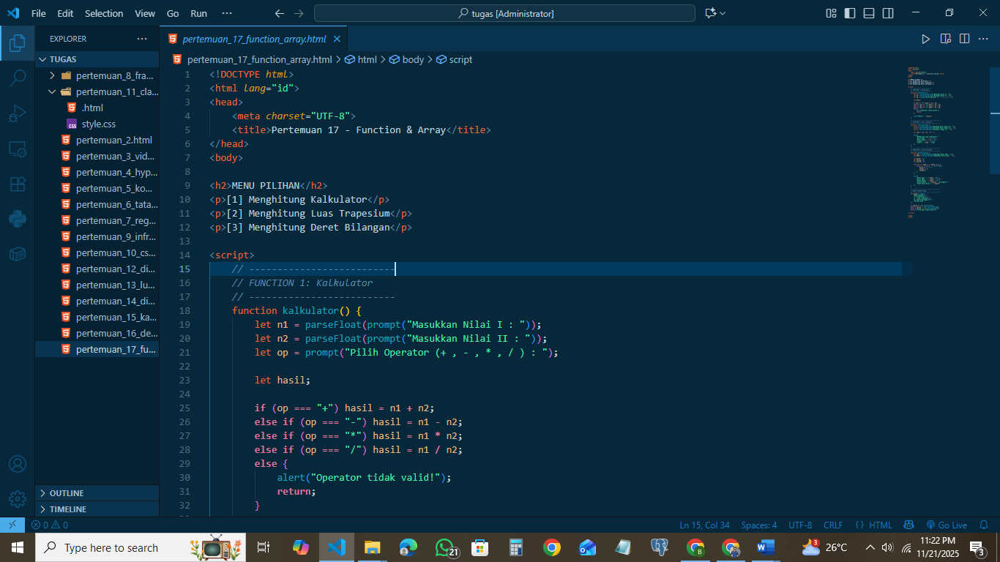 File Edit Selection View Go Run ···
tugas [Administrator]
EXPLORER ···
TUGAS
pertemuan_8_fra...
pertemuan_11_cla...
.html
style.css
pertemuan_2.html
pertemuan_3_vid...
pertemuan_4_hyp...
pertemuan_5_ko...
pertemuan_6_tata...
pertemuan_7_reg...
pertemuan_9_infr...
pertemuan_10_cs...
pertemuan_12_di...
pertemuan_13_lu...
pertemuan_14_di...
pertemuan_15_ka...
pertemuan_16_de...
pertemuan_17_fu...
OUTLINE
TIMELINE
pertemuan_17_function_array.html
pertemuan_17_function_array.html > html > body > script
1 <!DOCTYPE html>
2 <html lang="id">
3 <head>
4 <meta charset="UTF-8">
5 <title>Pertemuan 17 - Function & Array</title>
6 </head>
7 <body>
8
9 <h2>MENU PILIHAN</h2>
10 <p>[1] Menghitung Kalkulator</p>
11 <p>[2] Menghitung Luas Trapesium</p>
12 <p>[3] Menghitung Deret Bilangan</p>
13
14 <script>
15 // --------------------------
16 // FUNCTION 1: Kalkulator
17 // --------------------------
18 function kalkulator() {
19 let n1 = parseFloat(prompt("Masukkan Nilai I : "));
20 let n2 = parseFloat(prompt("Masukkan Nilai II : "));
21 let op = prompt("Pilih Operator (+ , - , * , / ) : ");
22
23 let hasil;
24
25 if (op === "+") hasil = n1 + n2;
26 else if (op === "-") hasil = n1 - n2;
27 else if (op === "*") hasil = n1 * n2;
28 else if (op === "/") hasil = n1 / n2;
29 else {
30 alert("Operator tidak valid!");
31 return;
32 }
0 0
Ln 15, Col 34 Spaces: 4 UTF-8 CRLF {} HTML Go Live
Type here to search
21
3 26°C
11:22 PM
11/21/2025
3